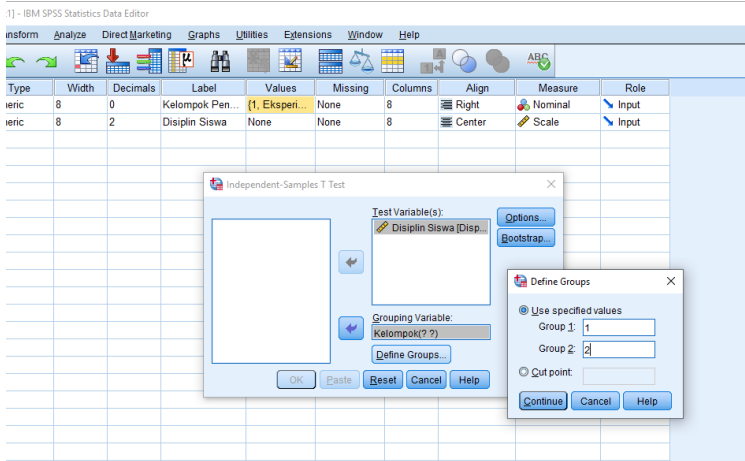 1] - IBM SPSS Statistics Data Editor
ansform Analyze Direct Marketing Graphs Utilities Extensions Window Help
A
14
ABC
Type Width Decimals Label Values Missing Columns Align Measure Role
neric 8 0 Kelompok Pen... {1, Eksperi... None 8 Right Nominal Input
neric 8 2 Disiplin Siswa None None 8 Center Scale Input
Independent-Samples T Test
Test Variable(s):
Disiplin Siswa [Disp...
Options...
Bootstrap...
Grouping Variable:
Kelompok(? ?)
Define Groups...
OK Paste Reset Cancel Help
Define Groups
Use specified values
Group 1: 1
Group 2: 2
Cut point:
Continue Cancel Help